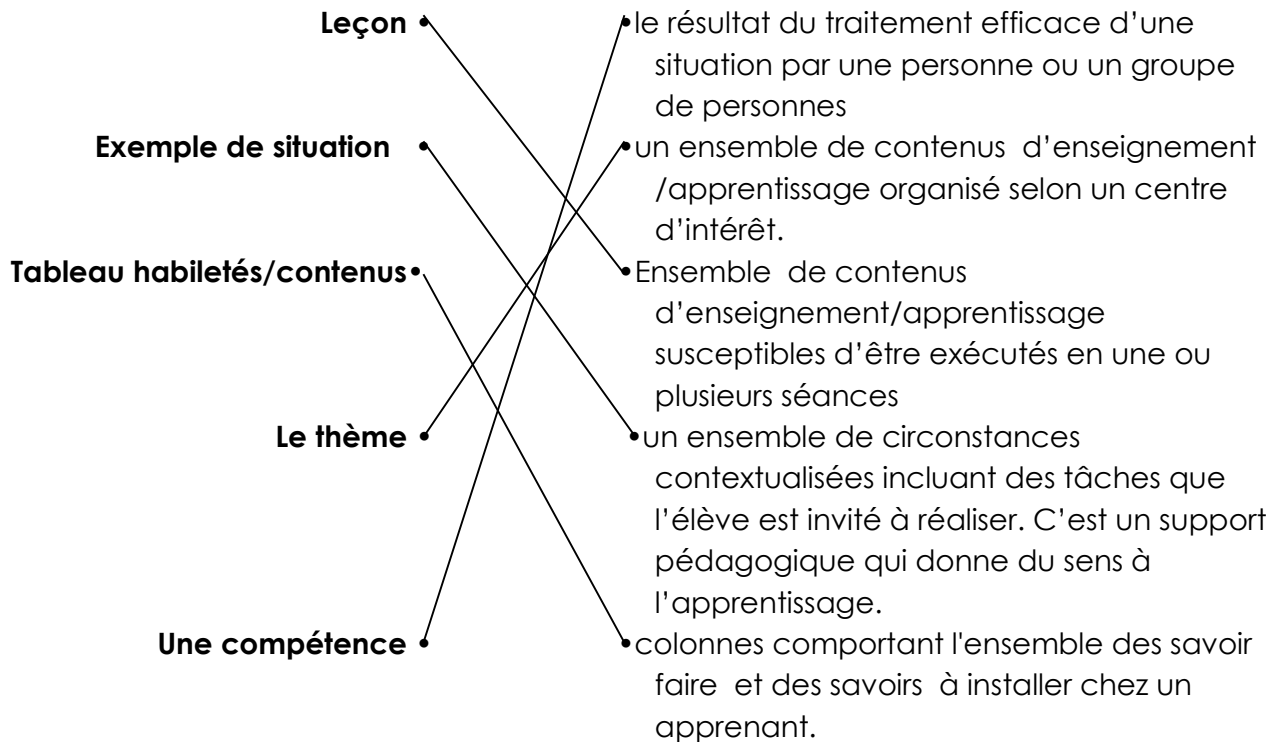 Leçon • •le résultat du traitement efficace d’une
situation par une personne ou un groupe
de personnes
Exemple de situation • •un ensemble de contenus d’enseignement
/apprentissage organisé selon un centre
d’intérêt.
Tableau habiletés/contenus• •Ensemble de contenus
d’enseignement/apprentissage
susceptibles d’être exécutés en une ou
plusieurs séances
Le thème • •un ensemble de circonstances
contextualisées incluant des tâches que
l’élève est invité à réaliser. C’est un support
pédagogique qui donne du sens à
l’apprentissage.
Une compétence • •colonnes comportant l'ensemble des savoir
faire et des savoirs à installer chez un
apprenant.